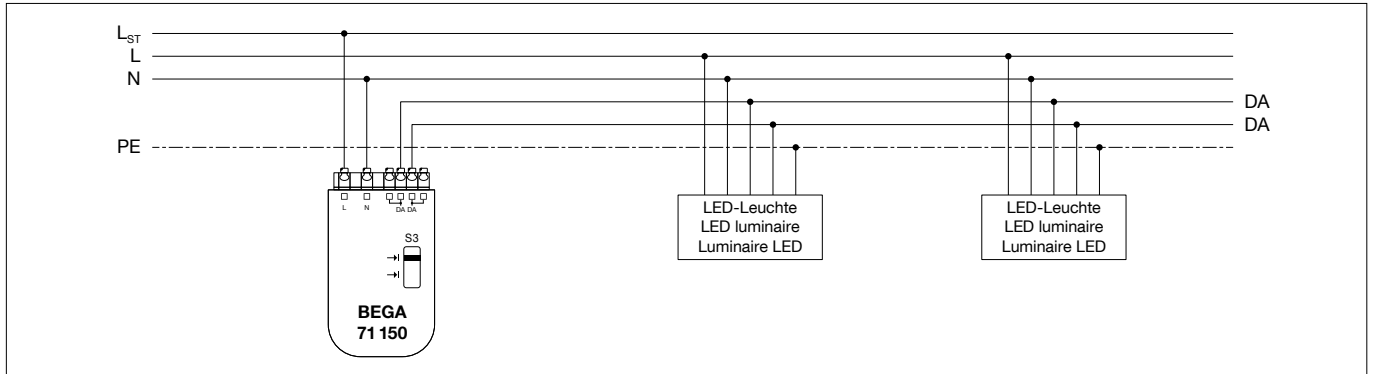 L_ST
L
N
DA
DA
PE
L N DA DA
S3
BEGA
71 150
LED-Leuchte
LED luminaire
Luminaire LED
LED-Leuchte
LED luminaire
Luminaire LED